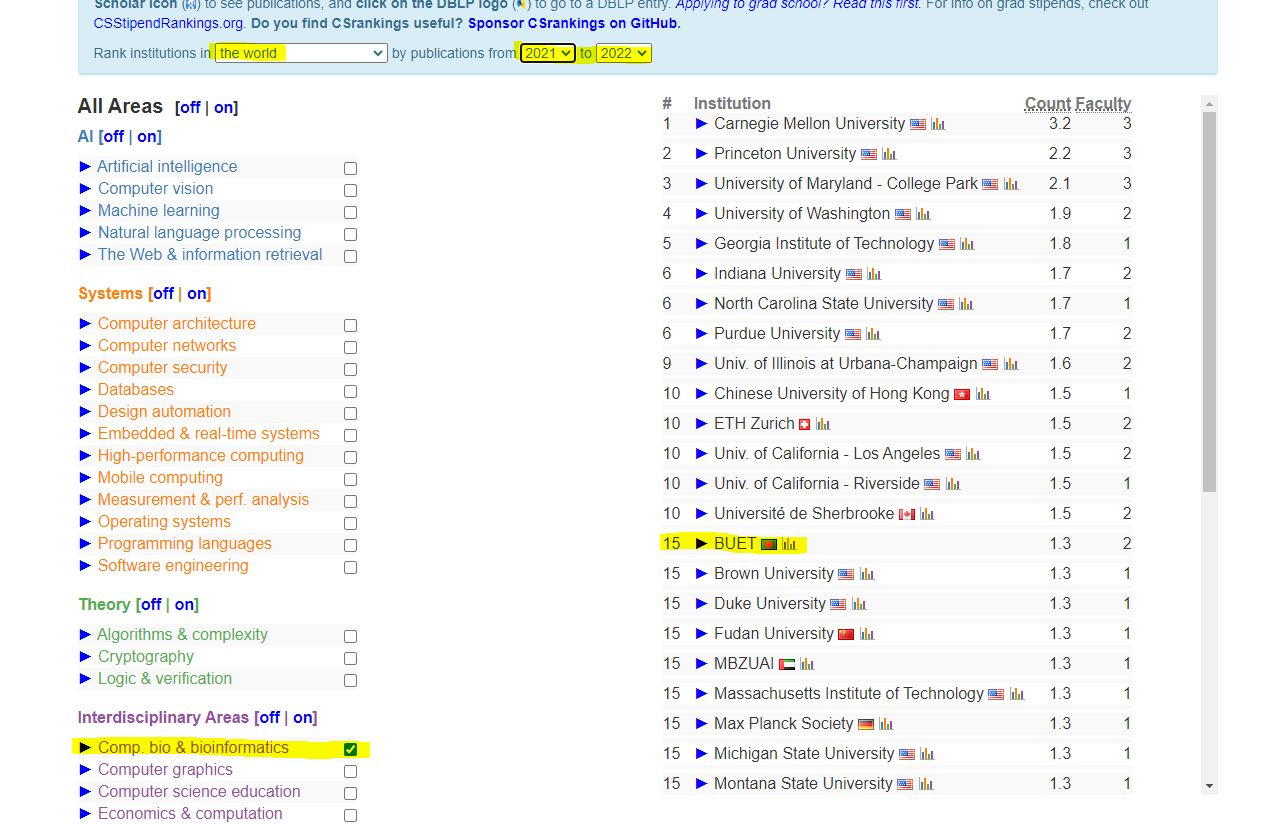 Scholar icon ( ) to see publications, and click on the DBLP logo ( ) to go to a DBLP entry. Applying to grad school? Read this first. For info on grad stipends, check out
CSStipendRankings.org. Do you find CSrankings useful? Sponsor CSrankings on GitHub.
Rank institutions in the world by publications from 2021 to 2022
All Areas [off | on]
AI [off | on]
► Artificial intelligence
► Computer vision
► Machine learning
► Natural language processing
► The Web & information retrieval
Systems [off | on]
► Computer architecture
► Computer networks
► Computer security
► Databases
► Design automation
► Embedded & real-time systems
► High-performance computing
► Mobile computing
► Measurement & perf. analysis
► Operating systems
► Programming languages
► Software engineering
Theory [off | on]
► Algorithms & complexity
► Cryptography
► Logic & verification
Interdisciplinary Areas [off | on]
► Comp. bio & bioinformatics
► Computer graphics
► Computer science education
► Economics & computation
# Institution Count Faculty
1 ► Carnegie Mellon University 3.2 3
2 ► Princeton University 2.2 3
3 ► University of Maryland - College Park 2.1 3
4 ► University of Washington 1.9 2
5 ► Georgia Institute of Technology 1.8 1
6 ► Indiana University 1.7 2
6 ► North Carolina State University 1.7 1
6 ► Purdue University 1.7 2
9 ► Univ. of Illinois at Urbana-Champaign 1.6 2
10 ► Chinese University of Hong Kong 1.5 1
10 ► ETH Zurich 1.5 2
10 ► Univ. of California - Los Angeles 1.5 2
10 ► Univ. of California - Riverside 1.5 1
10 ► Université de Sherbrooke 1.5 2
15 ► BUET 1.3 2
15 ► Brown University 1.3 1
15 ► Duke University 1.3 1
15 ► Fudan University 1.3 1
15 ► MBZUAI 1.3 1
15 ► Massachusetts Institute of Technology 1.3 1
15 ► Max Planck Society 1.3 1
15 ► Michigan State University 1.3 1
15 ► Montana State University 1.3 1